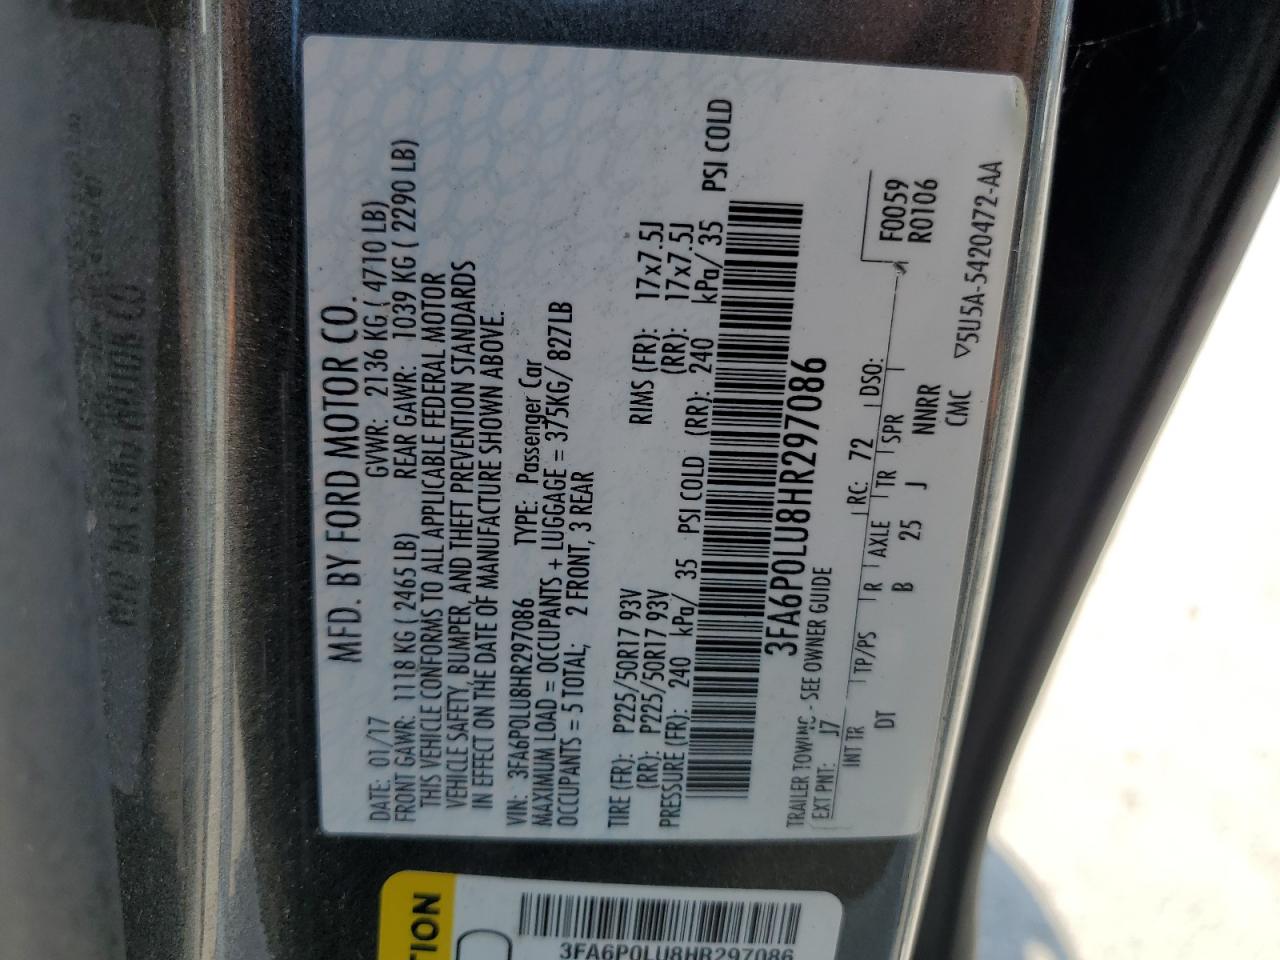 MFD. BY FORD MOTOR CO.
DATE: 01/17 GVWR: 2136 KG ( 4710 LB)
FRONT GAWR: 1118 KG ( 2465 LB) REAR GAWR: 1039 KG ( 2290 LB)
THIS VEHICLE CONFORMS TO ALL APPLICABLE FEDERAL MOTOR
VEHICLE SAFETY, BUMPER, AND THEFT PREVENTION STANDARDS
IN EFFECT ON THE DATE OF MANUFACTURE SHOWN ABOVE.
VIN: 3FA6P0LU8HR297086 TYPE: Passenger Car
MAXIMUM LOAD = OCCUPANTS + LUGGAGE = 375KG/ 827LB
OCCUPANTS = 5 TOTAL; 2 FRONT, 3 REAR
TIRE (FR): P225/50R17 93V RIMS (FR): 17x7.5J
(RR): P225/50R17 93V (RR): 17x7.5J
PRESSURE (FR): 240 kPa/ 35 PSI COLD (RR): 240 kPa/ 35 PSI COLD
3FA6P0LU8HR297086
TRAILER TOWING - SEE OWNER GUIDE
EXT PNT: J7 RC: 72 DSO: F0059
R0106
INT TR TP/PS R AXLE TR SPR
DT B 25 J NNRR
CMC
▽5U5A-5420472-AA
TION
3FA6P0LU8HR297086